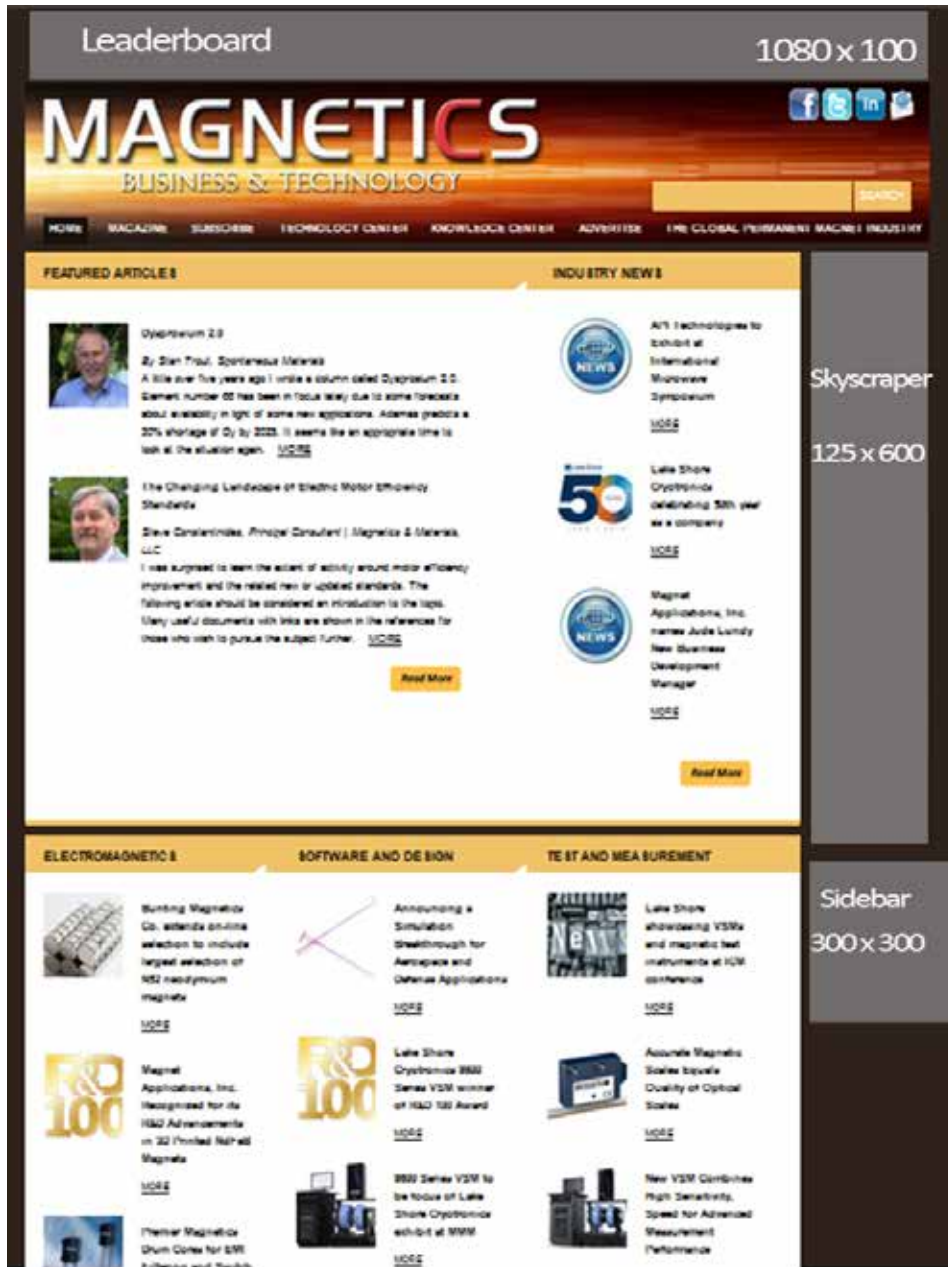 Leaderboard
1080 x 100
MAGNETICS
BUSINESS & TECHNOLOGY
SEARCH
HOME MAGAZINE SUBSCRIBE TECHNOLOGY CENTER KNOWLEDGE CENTER ADVERTISE THE GLOBAL PERMANENT MAGNET INDUSTRY
FEATURED ARTICLES
Dysprosium 2.0
By Stan Trout, Spontaneous Materials
A little over five years ago I wrote a column called Dysprosium 2.0.
Element number 66 has been in focus lately due to some forecasts
about availability in light of some new applications. Adamas predicts a
30% shortage of Dy by 2025. It seems like an appropriate time to
look at the situation again. MORE
The Changing Landscape of Electric Motor Efficiency
Standards
Steve Constantinides, Principal Consultant | Magnetics & Materials,
LLC
I was surprised to learn the extent of activity around motor efficiency
improvement and the related new or updated standards. The
following article should be considered an introduction to the topic.
Many useful documents with links are shown in the references for
those who wish to pursue the subject further. MORE
Read More
INDUSTRY NEWS
NEWS
API Technologies to
Exhibit at
International
Microwave
Symposium
MORE
50
Lake Shore
Cryotronics
celebrating 50th year
as a company
MORE
NEWS
Magnet
Applications, Inc.
names Jude Lundy
New Business
Development
Manager
MORE
Read More
Skyscraper
125 x 600
ELECTROMAGNETICS
Bunting Magnetics
Co. extends on-line
selection to include
largest selection of
N52 neodymium
magnets
MORE
R&D
100
Magnet
Applications, Inc.
Recognized for its
R&D Advancements
in 3D Printed NdFeB
Magnets
MORE
Premier Magnetics
Drum Cores for EMI
SOFTWARE AND DESIGN
Announcing a
Simulation
Breakthrough for
Aerospace and
Defense Applications
MORE
R&D
100
Lake Shore
Cryotronics 8600
Series VSM winner
of R&D 100 Award
MORE
8600 Series VSM to
be focus of Lake
Shore Cryotronics
exhibit at MMM
MORE
TEST AND MEASUREMENT
NEWS
Lake Shore
showcasing VSMs
and magnetic test
instruments at ICM
conference
MORE
Accurate Magnetic
Scales Equals
Quality of Optical
Scales
MORE
New VSM Combines
High Sensitivity,
Speed for Advanced
Measurement
Performance
Sidebar
300 x 300